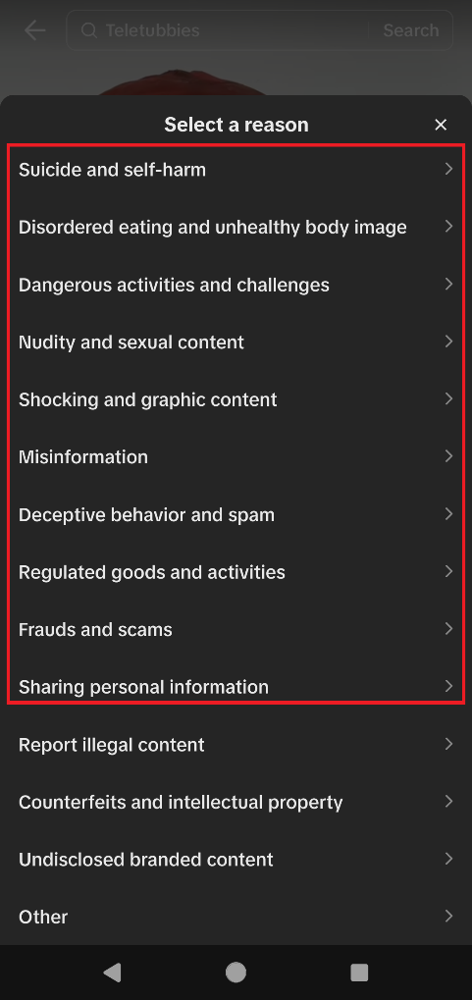 Teletubbies
Search
Select a reason
Suicide and self-harm
Disordered eating and unhealthy body image
Dangerous activities and challenges
Nudity and sexual content
Shocking and graphic content
Misinformation
Deceptive behavior and spam
Regulated goods and activities
Frauds and scams
Sharing personal information
Report illegal content
Counterfeits and intellectual property
Undisclosed branded content
Other